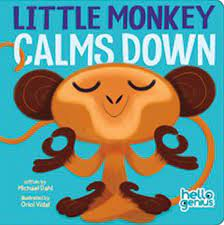 LITTLE MONKEY
CALMS DOWN
written by
Michael Dahl
illustrated by
Oriol Vidal
hello
genius